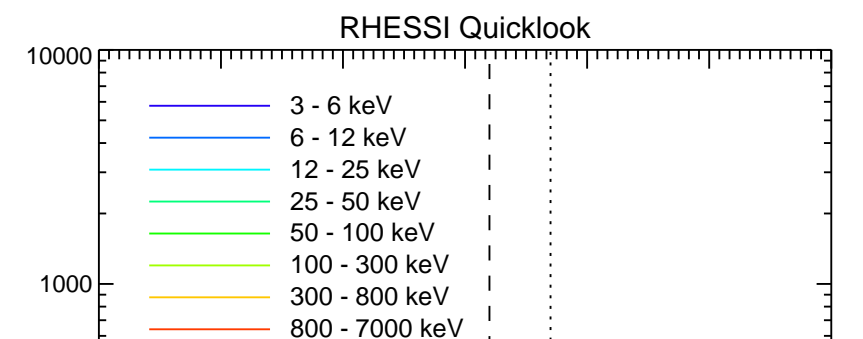 RHESSI Quicklook
10000
3 - 6 keV
6 - 12 keV
12 - 25 keV
25 - 50 keV
50 - 100 keV
100 - 300 keV
1000
300 - 800 keV
800 - 7000 keV